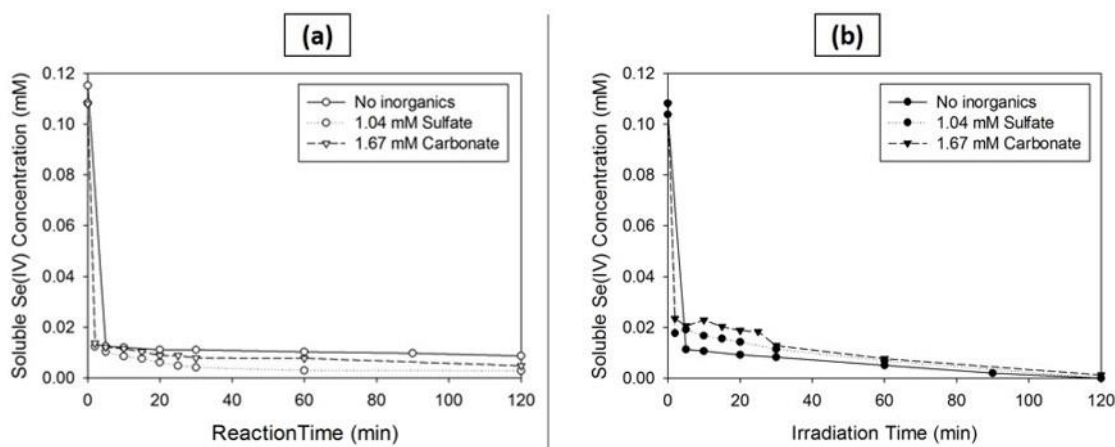 (a)
Soluble Se(IV) Concentration (mM)
0.12
0.10
0.08
0.06
0.04
0.02
0.00
No inorganics
1.04 mM Sulfate
1.67 mM Carbonate
0 20 40 60 80 100 120
ReactionTime (min)
(b)
Soluble Se(IV) Concentration (mM)
0.12
0.10
0.08
0.06
0.04
0.02
0.00
No inorganics
1.04 mM Sulfate
1.67 mM Carbonate
0 20 40 60 80 100 120
Irradiation Time (min)